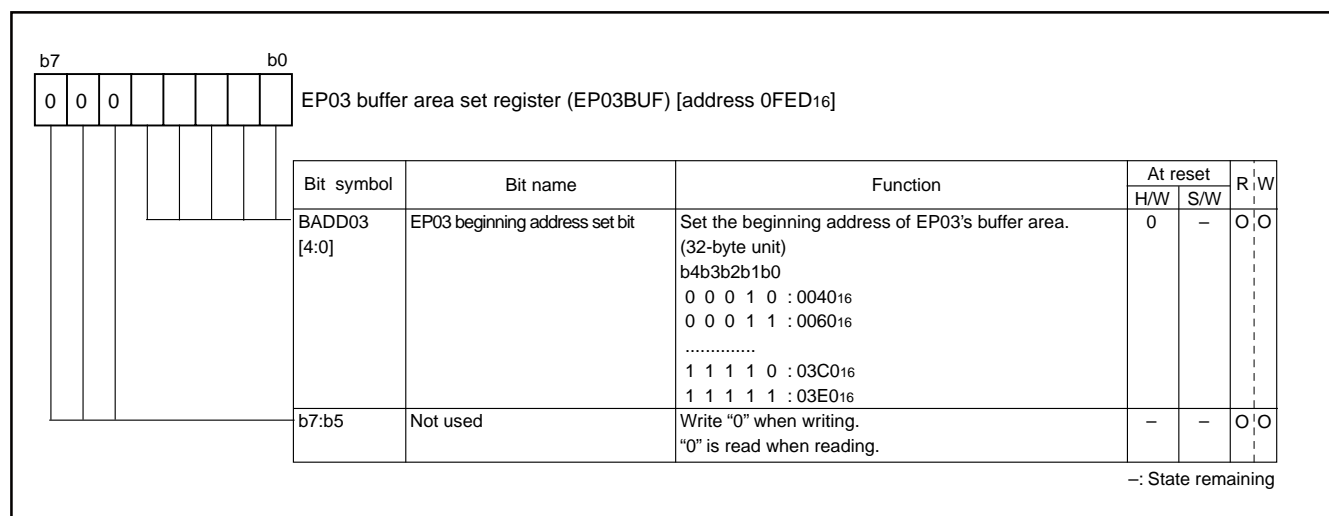 b7 b0
0 0 0
EP03 buffer area set register (EP03BUF) [address 0FED16]
Bit symbol Bit name Function At reset R W
H/W S/W
BADD03 EP03 beginning address set bit Set the beginning address of EP03's buffer area. 0 – O O
[4:0] (32-byte unit)
b4b3b2b1b0
0 0 0 1 0 : 004016
0 0 0 1 1 : 006016
..............
1 1 1 1 0 : 03C016
1 1 1 1 1 : 03E016
b7:b5 Not used Write “0” when writing. – – O O
“0” is read when reading.
–: State remaining